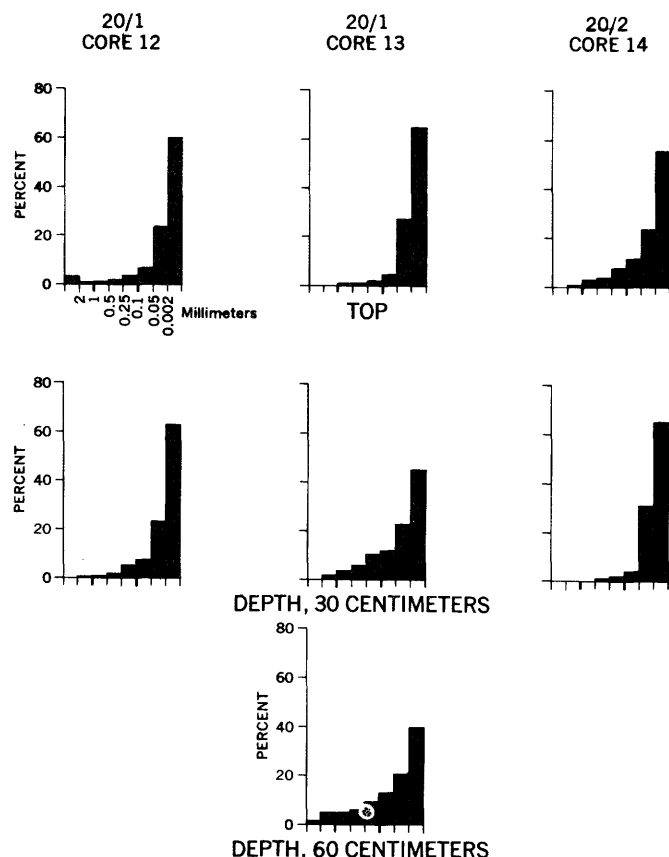 20/1 20/1 20/2
CORE 12 CORE 13 CORE 14
80
60
40
20
0
PERCENT
2 1 0.5 0.25 0.1 0.05 0.002 Millimeters
TOP
80
60
40
20
0
PERCENT
DEPTH, 30 CENTIMETERS
80
60
40
20
0
PERCENT
DEPTH, 60 CENTIMETERS